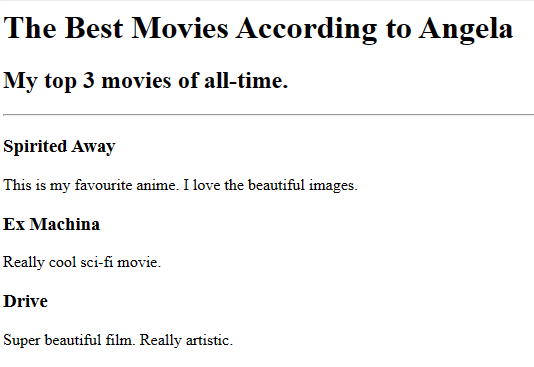 The Best Movies According to Angela
My top 3 movies of all-time.
Spirited Away
This is my favourite anime. I love the beautiful images.
Ex Machina
Really cool sci-fi movie.
Drive
Super beautiful film. Really artistic.